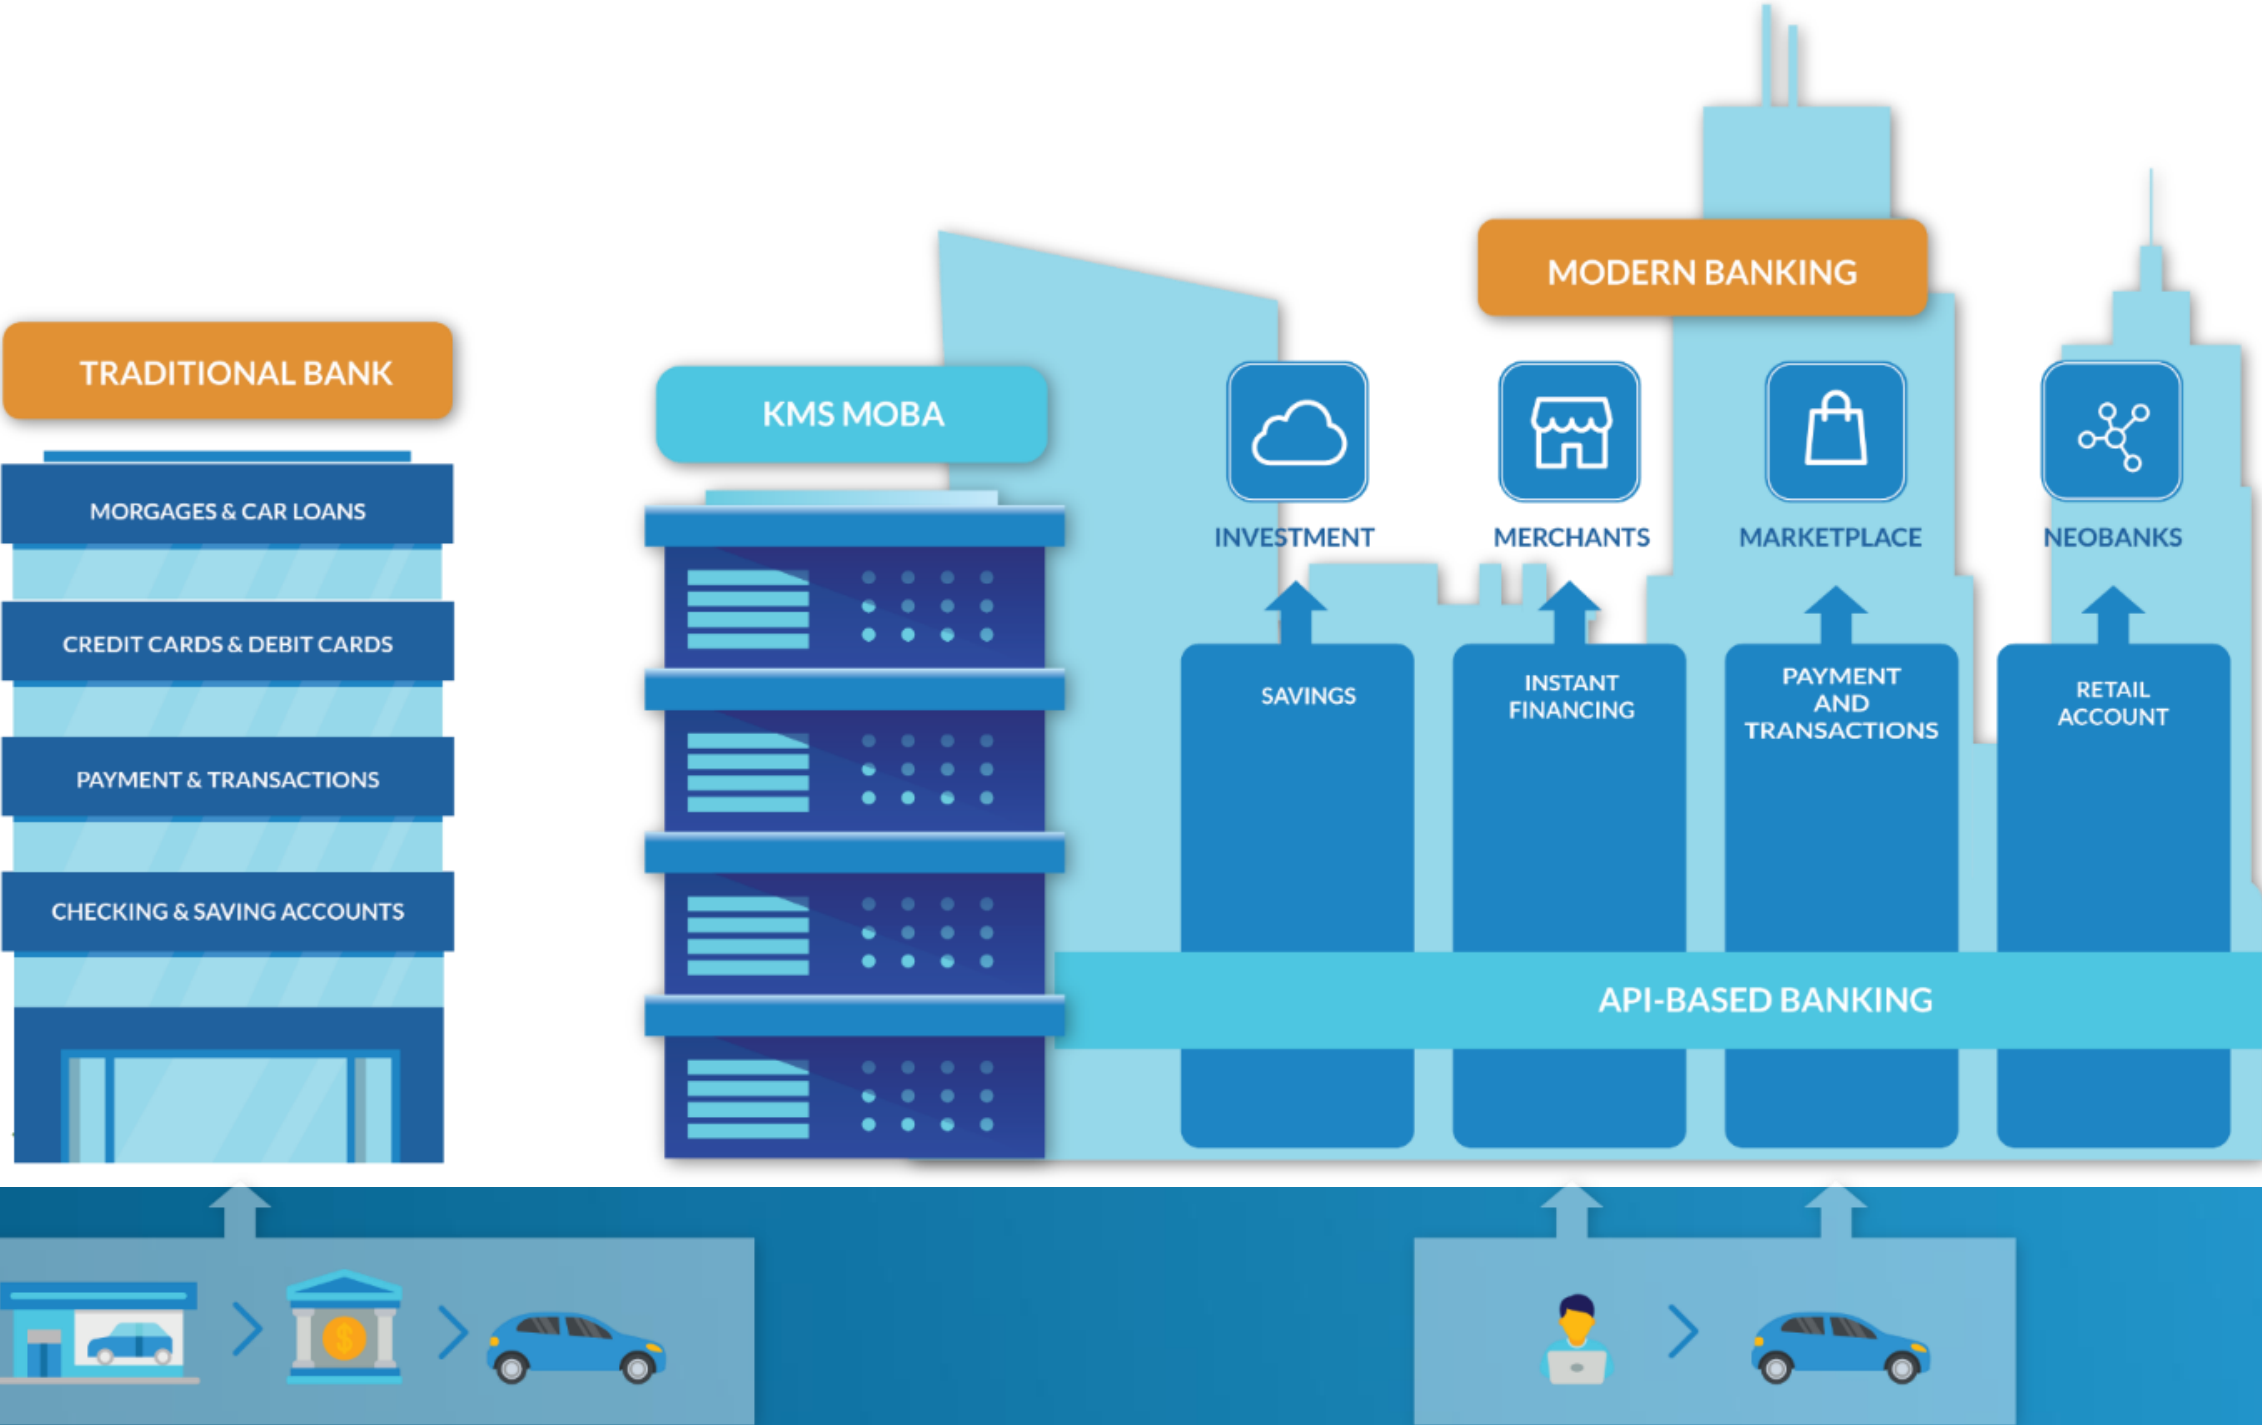 TRADITIONAL BANK
MORGAGES & CAR LOANS
CREDIT CARDS & DEBIT CARDS
PAYMENT & TRANSACTIONS
CHECKING & SAVING ACCOUNTS
KMS MOBA
MODERN BANKING
INVESTMENT
MERCHANTS
MARKETPLACE
NEOBANKS
SAVINGS
INSTANT
FINANCING
PAYMENT
AND
TRANSACTIONS
RETAIL
ACCOUNT
API-BASED BANKING
$